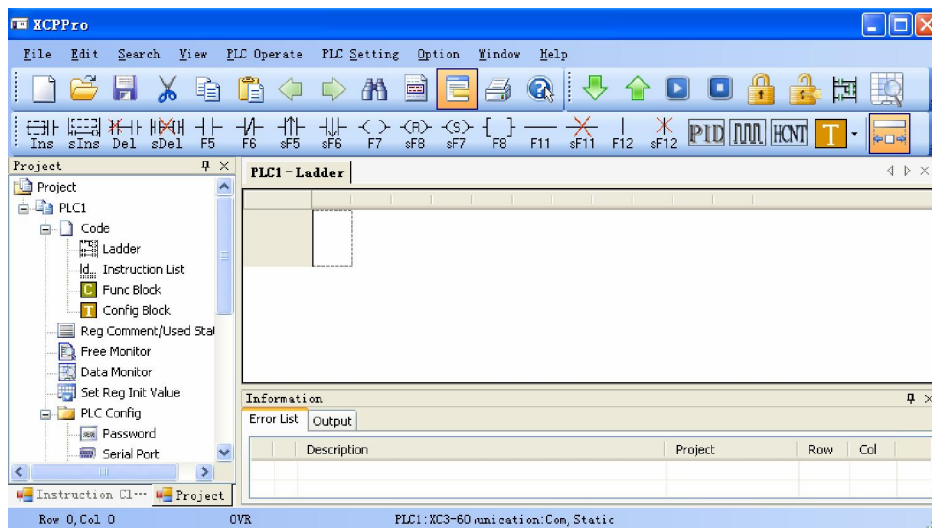 XCPPro
File Edit Search View PLC Operate PLC Setting Option Window Help
Ins sIns Del sDel F5 F6 sF5 sF6 F7 sF8 sF7 F8 F11 sF11 F12 sF12 PID HCNT T
Project
PLC1 - Ladder
Project
PLC1
Code
Ladder
Instruction List
Func Block
Config Block
Reg Comment/Used Sta
Free Monitor
Data Monitor
Set Reg Init Value
PLC Config
Password
Serial Port
Instruction Cl... Project
Information
Error List Output
Description Project Row Col
Row 0, Col 0 OVR PLC1:XC3-60 unication:Com, Static